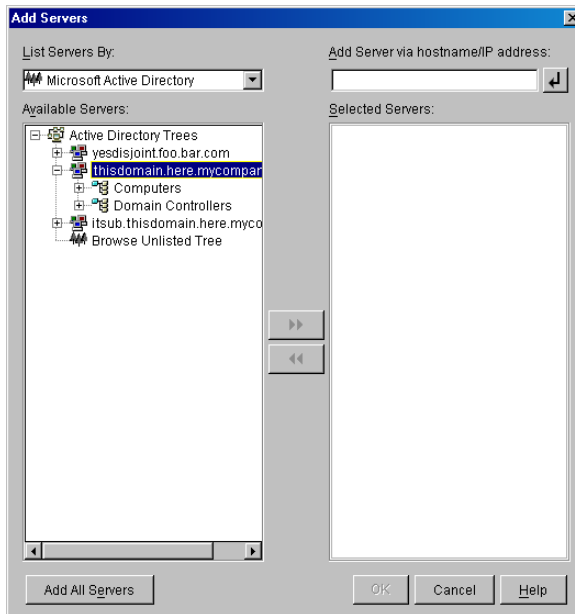 Add Servers
List Servers By:
Add Server via hostname/IP address:
Microsoft Active Directory
Available Servers:
Selected Servers:
Active Directory Trees
yesdisjoint.foo.bar.com
thisdomain.here.mycompar
Computers
Domain Controllers
itsub.thisdomain.here.myco
Browse Unlisted Tree
Add All Servers
OK
Cancel
Help